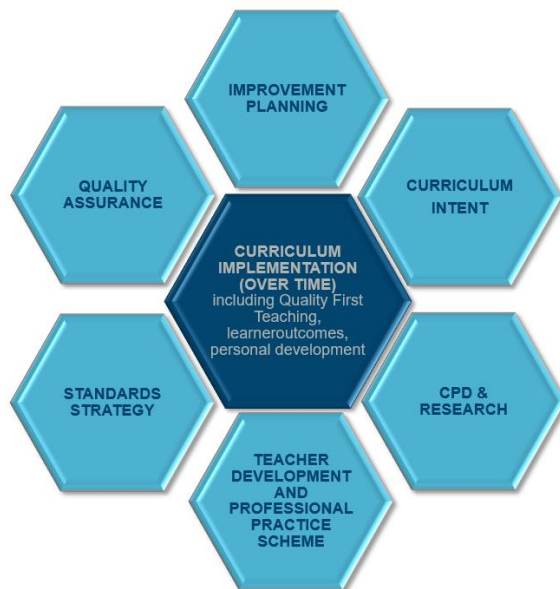 IMPROVEMENT
PLANNING
QUALITY
ASSURANCE
CURRICULUM
INTENT
CURRICULUM
IMPLEMENTATION
(OVER TIME)
including Quality First
Teaching,
learneroutcomes,
personal development
STANDARDS
STRATEGY
CPD &
RESEARCH
TEACHER
DEVELOPMENT
AND
PROFESSIONAL
PRACTICE
SCHEME